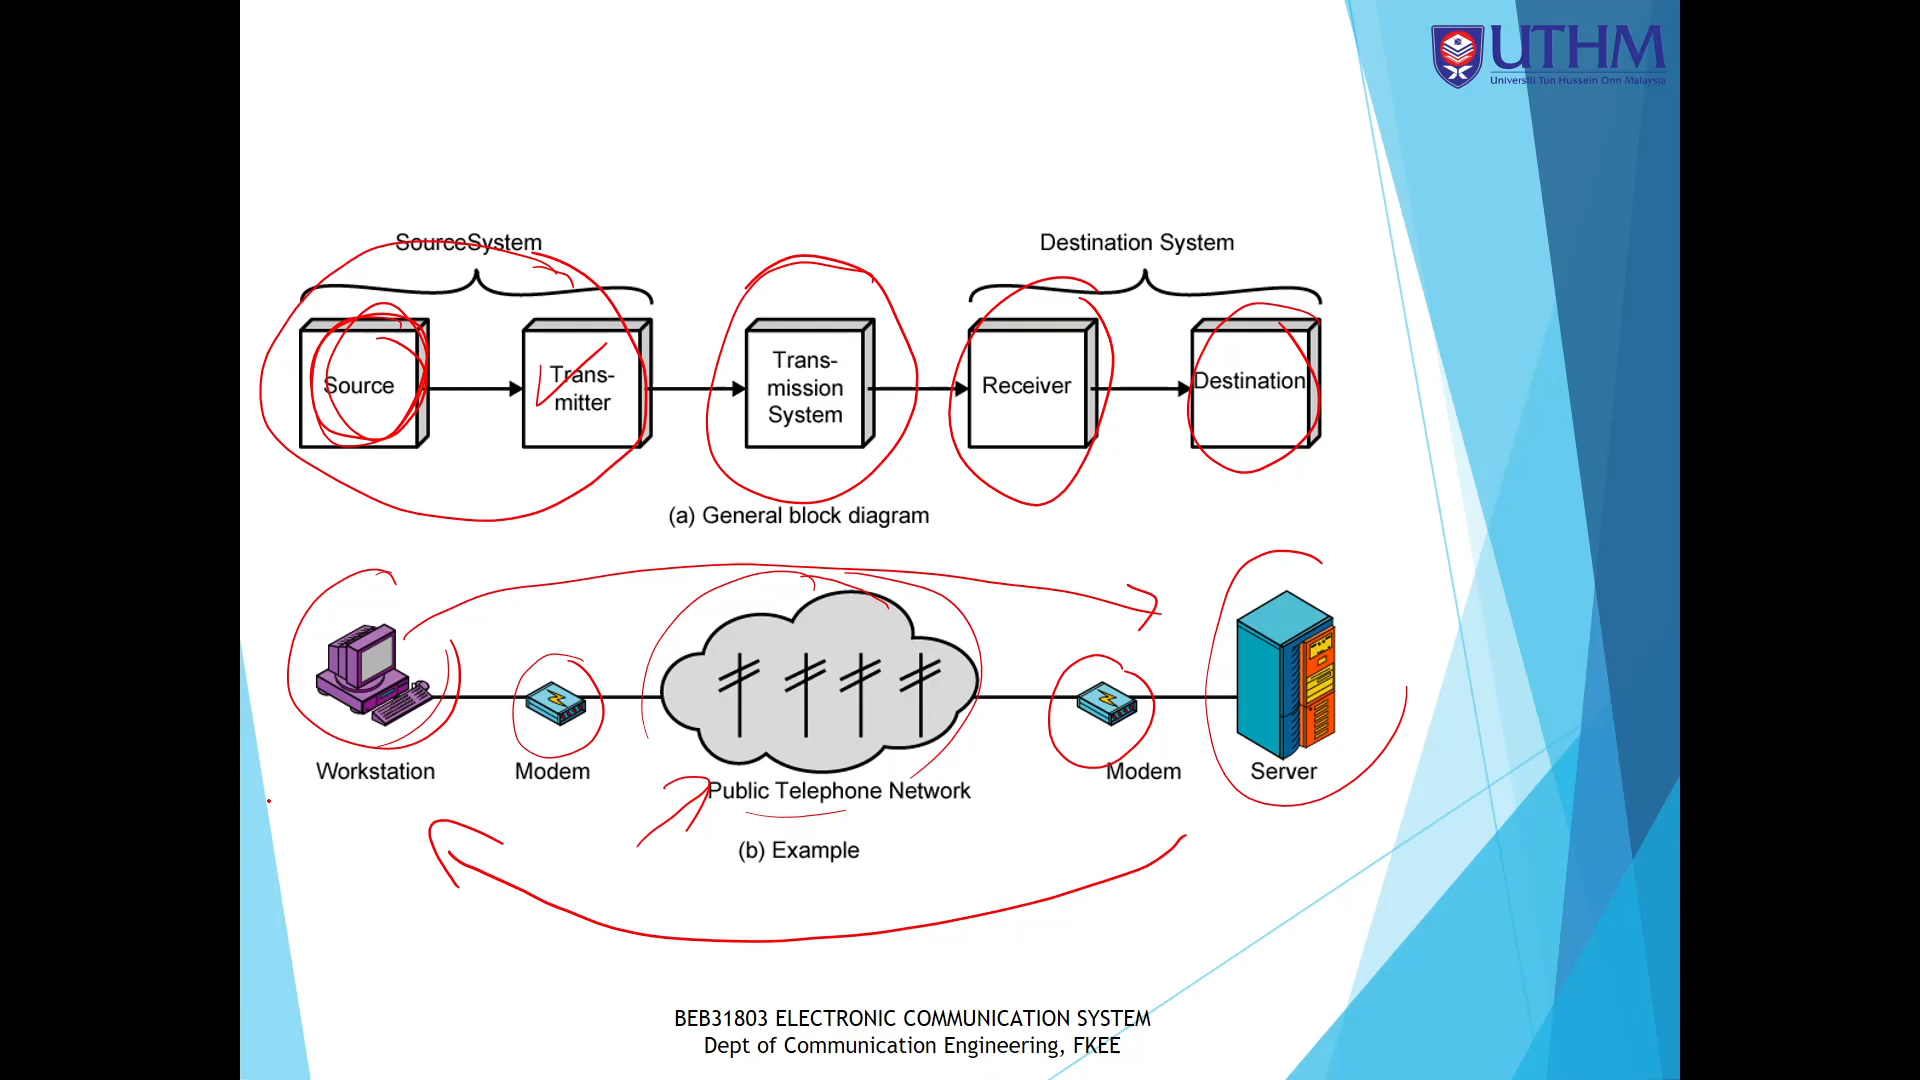 UTHM
Universiti Tun Hussein Onn Malaysia
SourceSystem
Destination System
Source
Trans-
mitter
Trans-
mission
System
Receiver
Destination
(a) General block diagram
Workstation
Modem
Public Telephone Network
Modem
Server
(b) Example
BEB31803 ELECTRONIC COMMUNICATION SYSTEM
Dept of Communication Engineering, FKEE